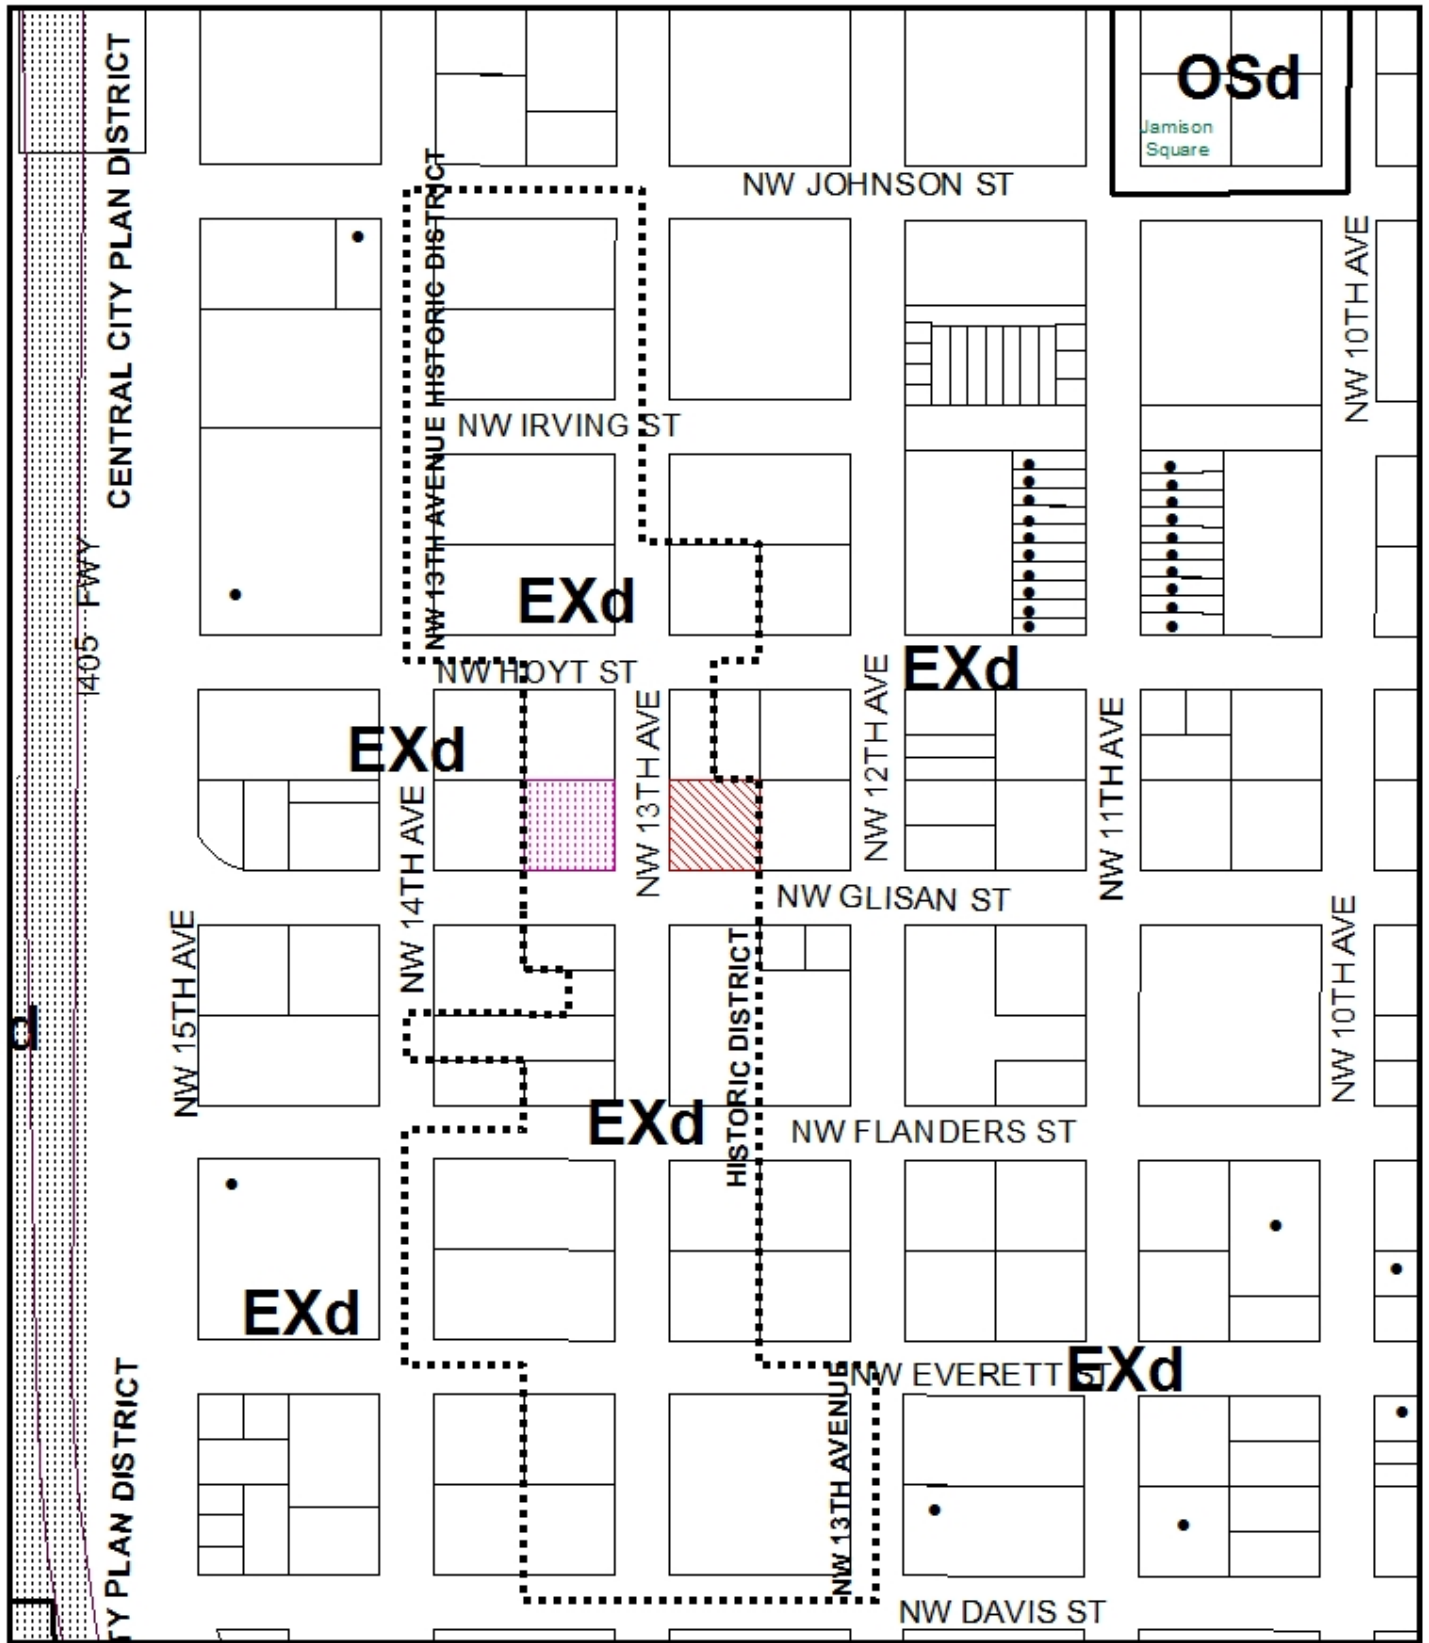 CENTRAL CITY PLAN DISTRICT
OSd
Jamison
Square
NW JOHNSON ST
NW 13TH AVENUE HISTORIC DISTRICT
NW 10TH AVE
NW IRVING ST
I405 FWY
EXd
EXd
NW HOYT ST
EXd
NW 14TH AVE
NW 13TH AVE
NW 12TH AVE
NW 11TH AVE
NW GLISAN ST
NW 15TH AVE
NW 10TH AVE
d
HISTORIC DISTRICT
EXd
NW FLANDERS ST
EXd
NW EVERETT ST
EXd
NW 13TH AVENUE
TY PLAN DISTRICT
NW DAVIS ST